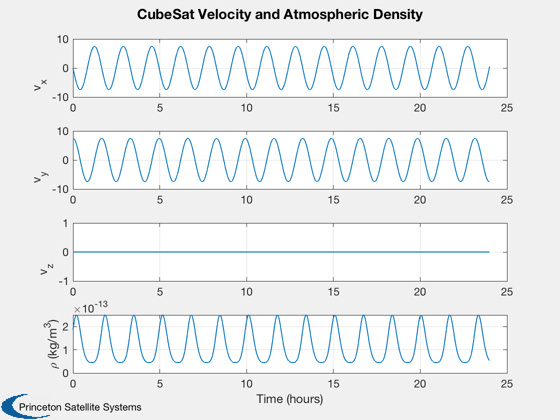 CubeSat Velocity and Atmospheric Density
10
0
-10
v_x
0 5 10 15 20 25
10
0
-10
v_y
0 5 10 15 20 25
1
0
-1
v_z
0 5 10 15 20 25
×10^-13
2
1
0
ρ (kg/m^3)
0 5 10 15 20 25
Time (hours)
Princeton Satellite Systems